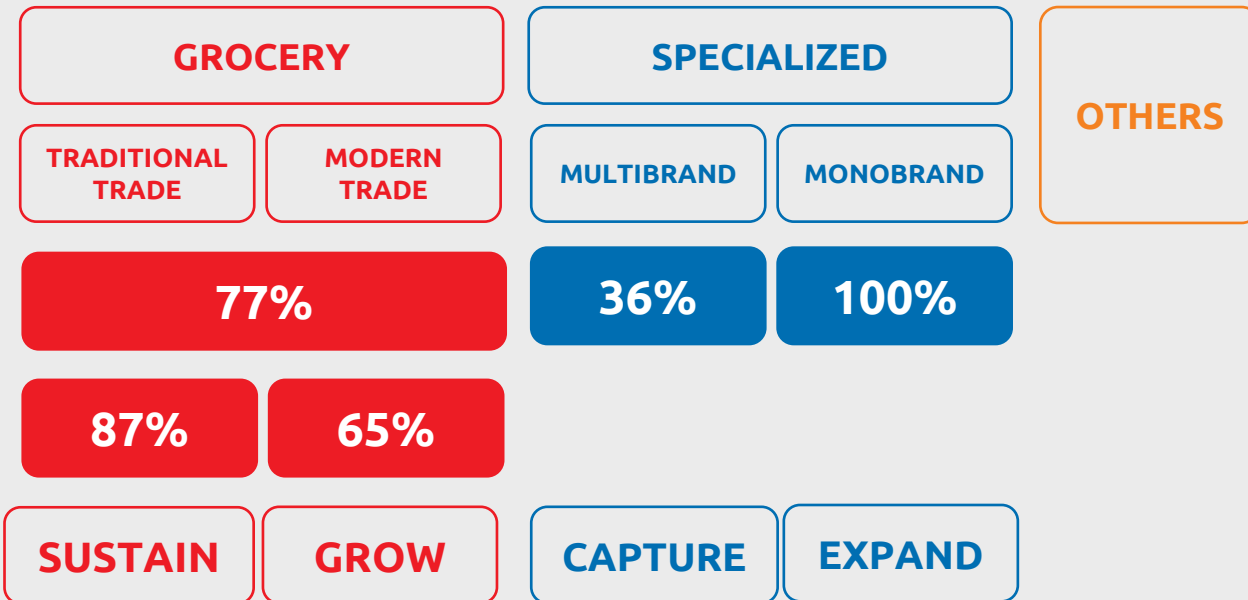 GROCERY
SPECIALIZED
OTHERS
TRADITIONAL
TRADE
MODERN
TRADE
MULTIBRAND
MONOBRAND
77%
36%
100%
87%
65%
SUSTAIN
GROW
CAPTURE
EXPAND